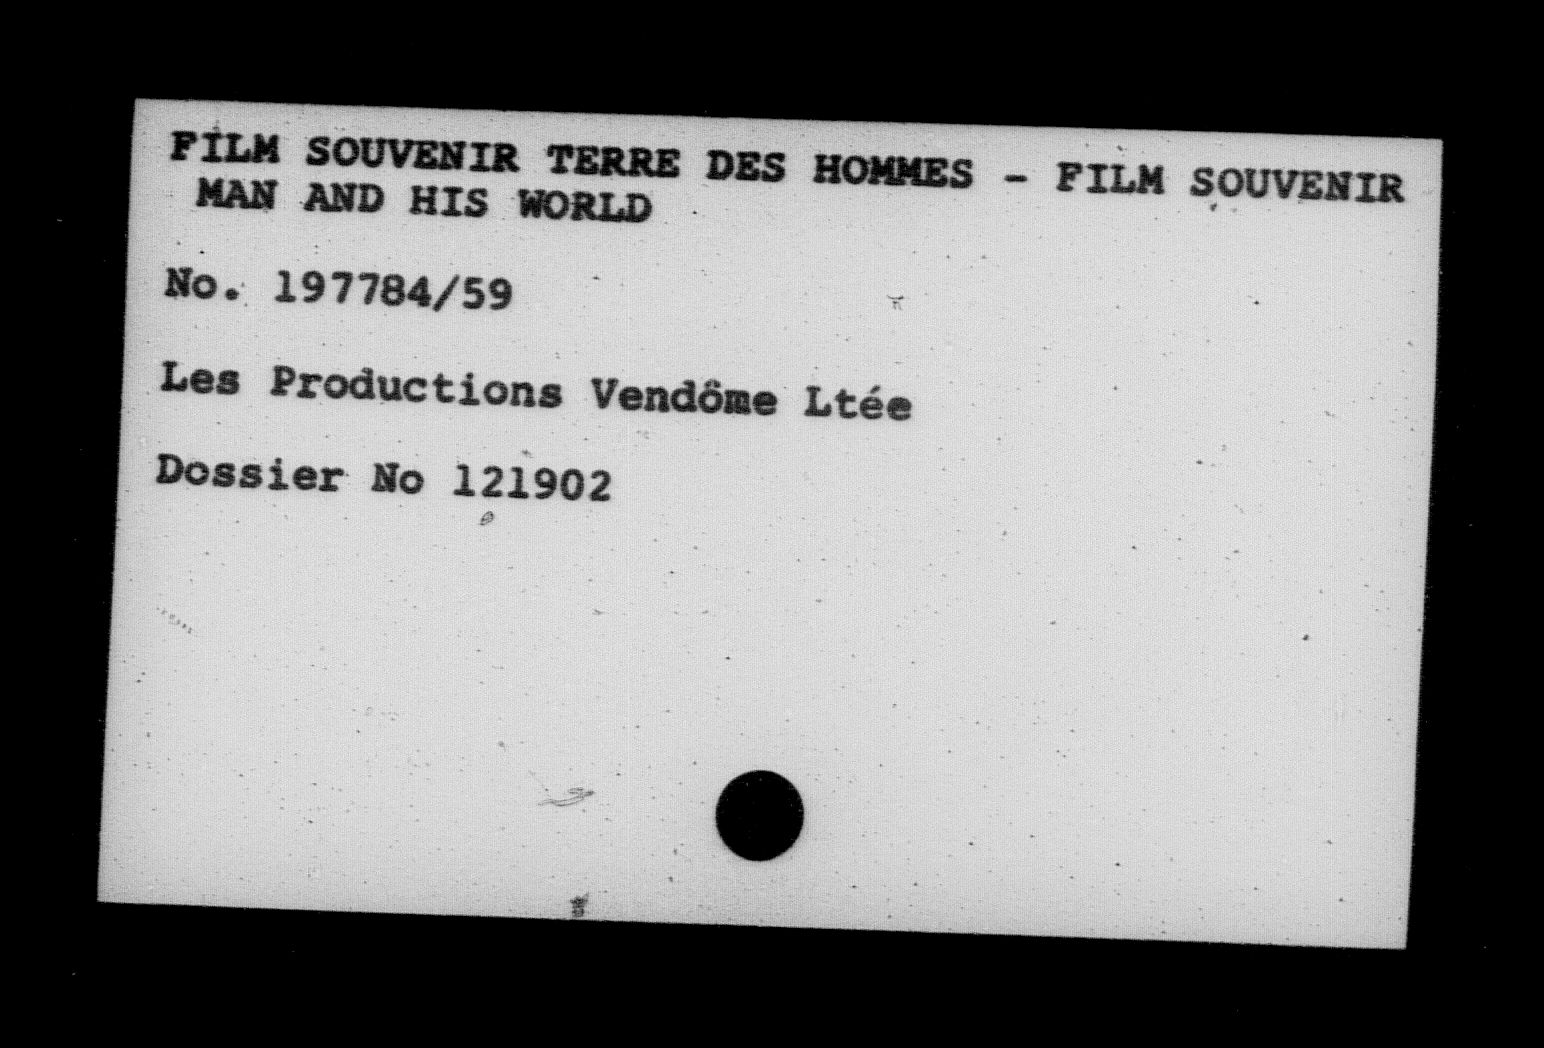 FILM SOUVENIR TERRE DES HOMMES - FILM SOUVENIR
MAN AND HIS WORLD
No. 197784/59
Les Productions Vendôme Ltée
Dossier No 121902